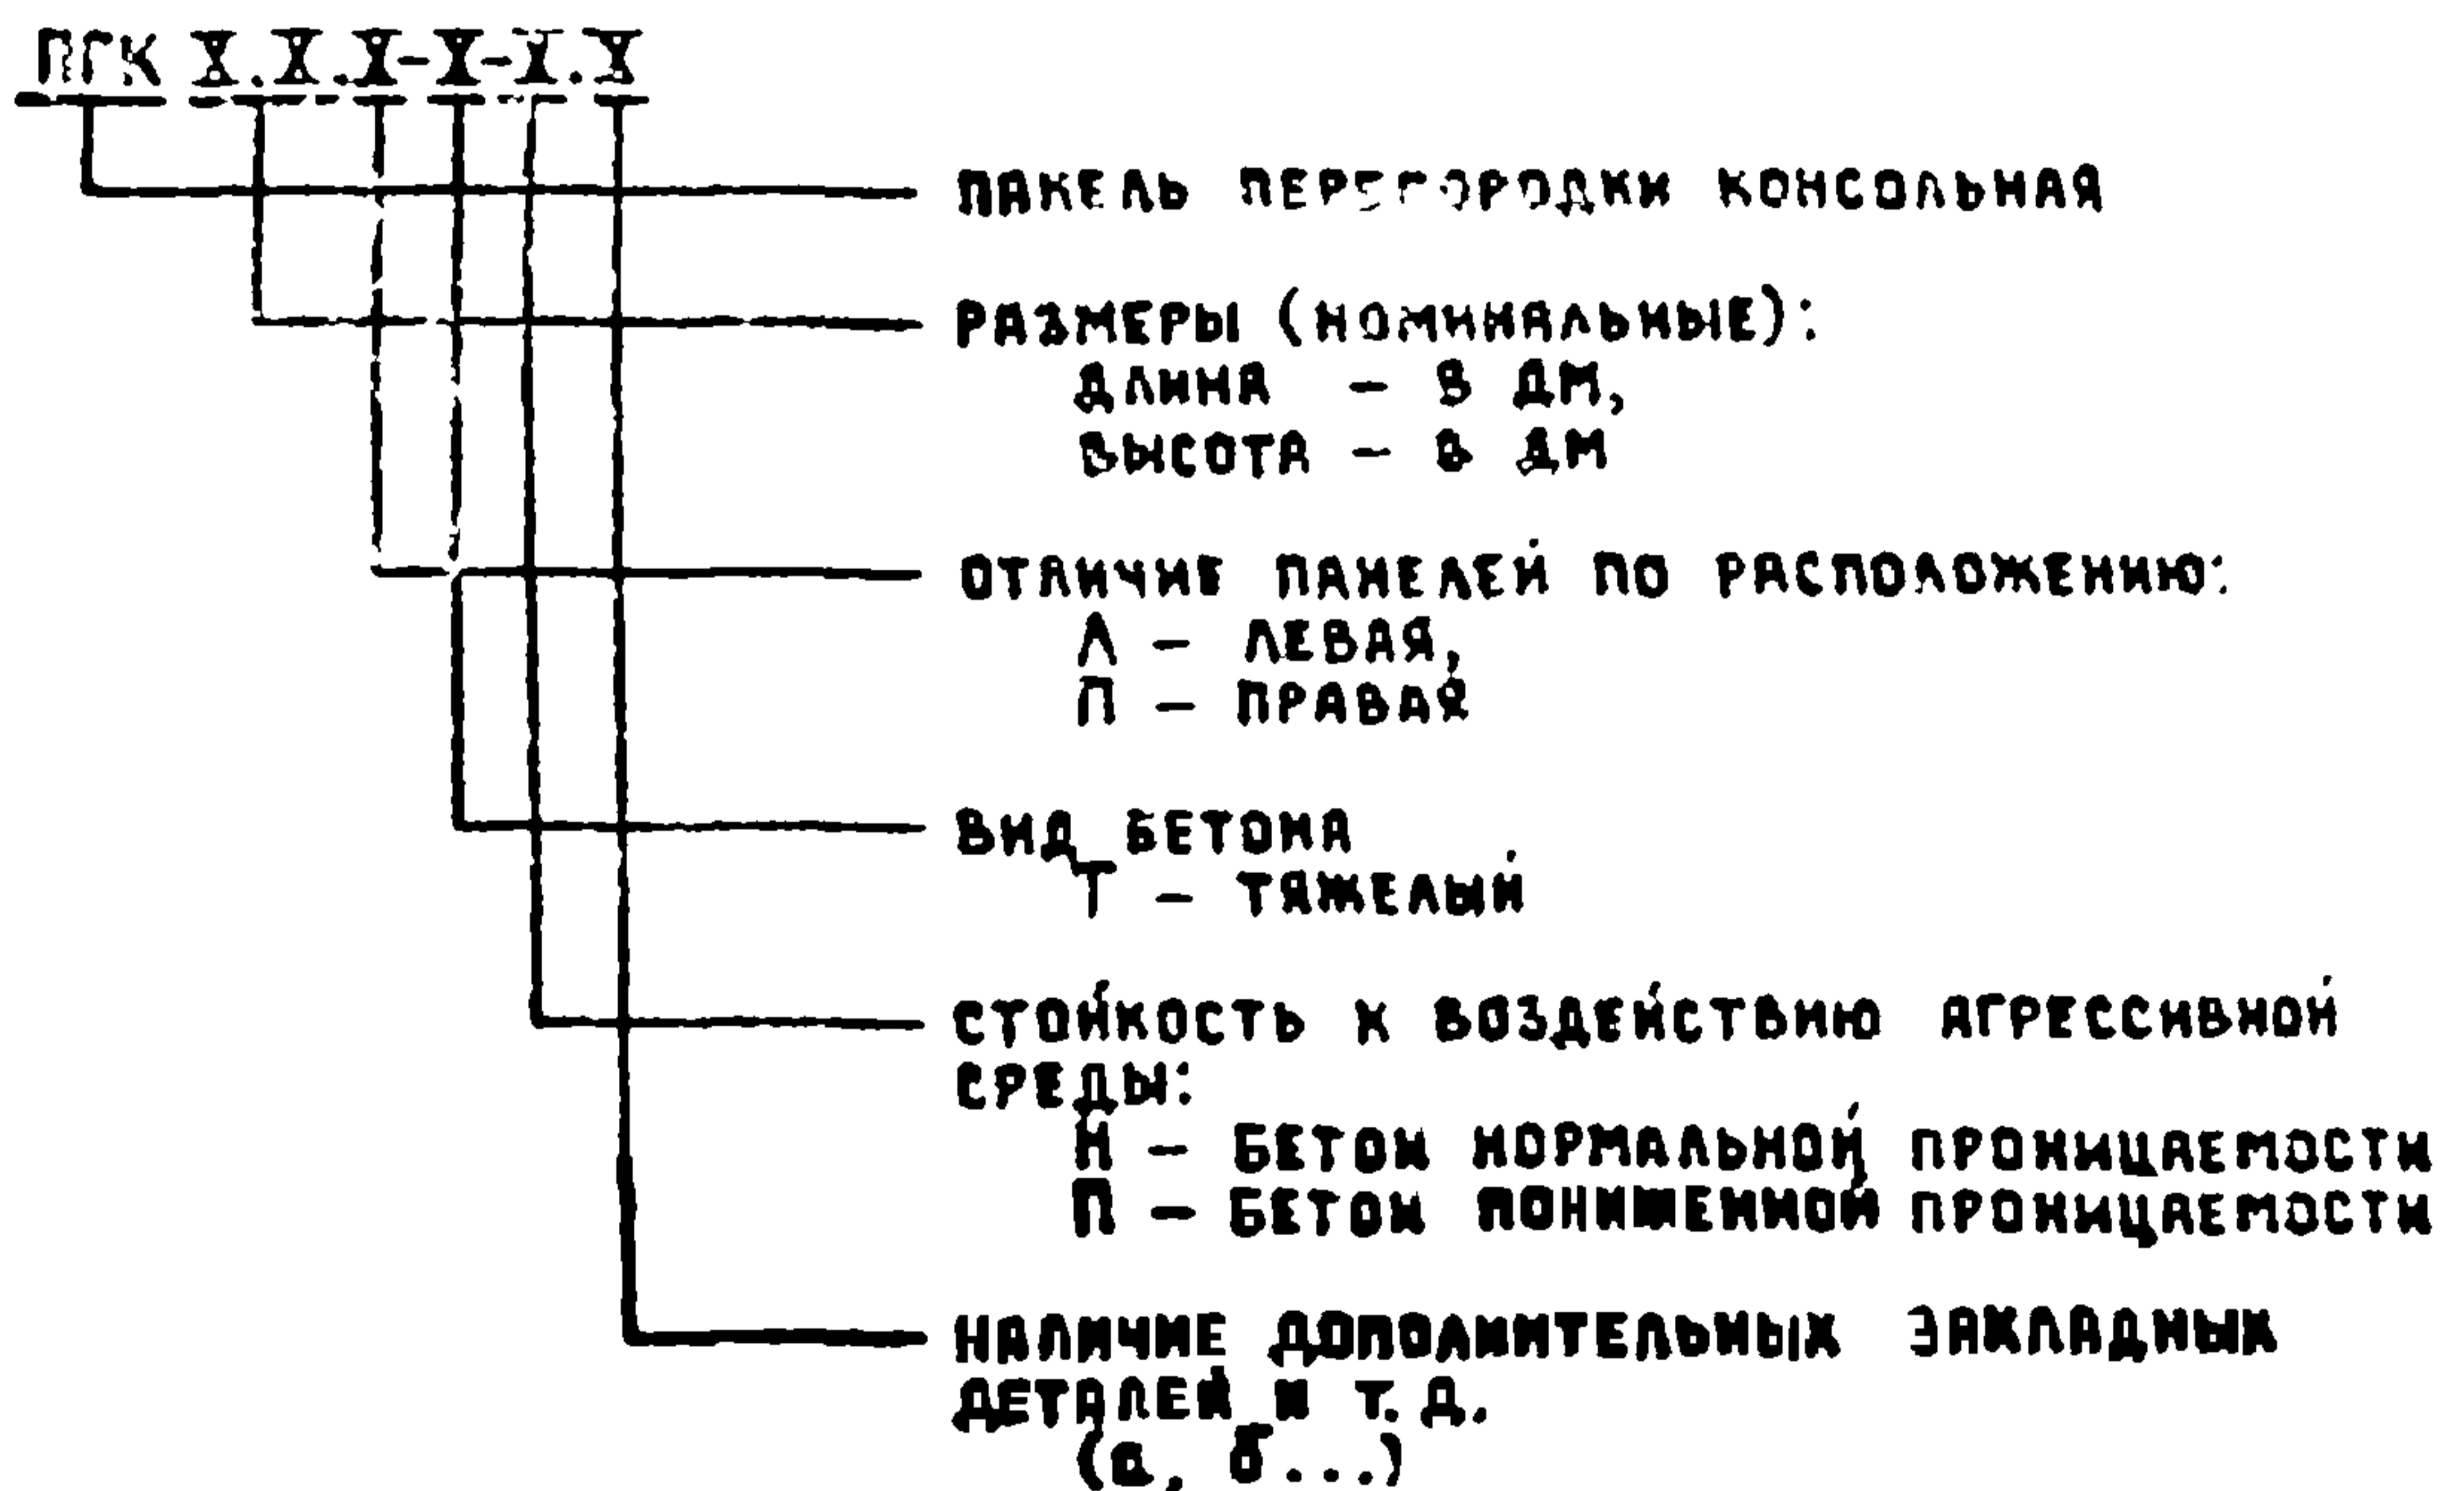 ПГК X.X.X-X-X.X
ПАНЕЛЬ ПЕРЕГОРОДКИ КОНСОЛЬНАЯ
РАЗМЕРЫ (НОМИНАЛЬНЫЕ):
ДЛИНА - В ДМ,
ВЫСОТА - В ДМ
ОТЛИЧИЕ ПАНЕЛЕЙ ПО РАСПОЛОЖЕНИЮ:
Л - ЛЕВАЯ,
П - ПРАВАЯ
ВИД БЕТОНА
Т - ТЯЖЕЛЫЙ
СТОЙКОСТЬ К ВОЗДЕЙСТВИЮ АГРЕССИВНОЙ
СРЕДЫ:
Н - БЕТОН НОРМАЛЬНОЙ ПРОНИЦАЕМОСТИ
П - БЕТОН ПОНИЖЕННОЙ ПРОНИЦАЕМОСТИ
НАЛИЧИЕ ДОПОЛНИТЕЛЬНЫХ ЗАКЛАДНЫХ
ДЕТАЛЕЙ И Т.Д.
(а, б...)